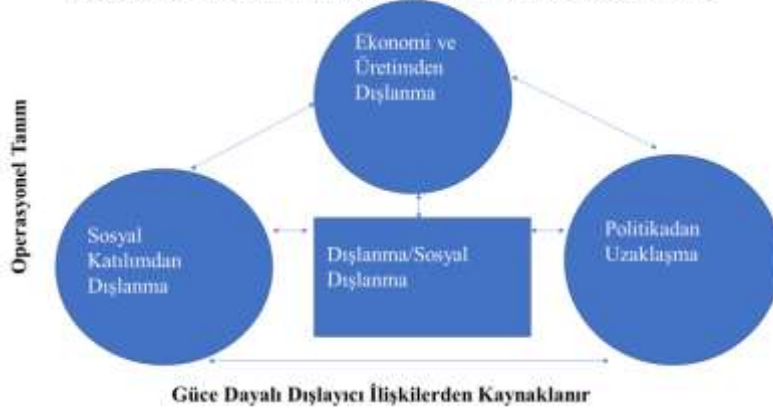 Ekonomi ve
Üretimden
Dışlanma
Operasyonel Tanım
Sosyal
Katılımdan
Dışlanma
Dışlanma/Sosyal
Dışlanma
Politikadan
Uzaklaşma
Güce Dayalı Dışlayıcı İlişkilerden Kaynaklanır